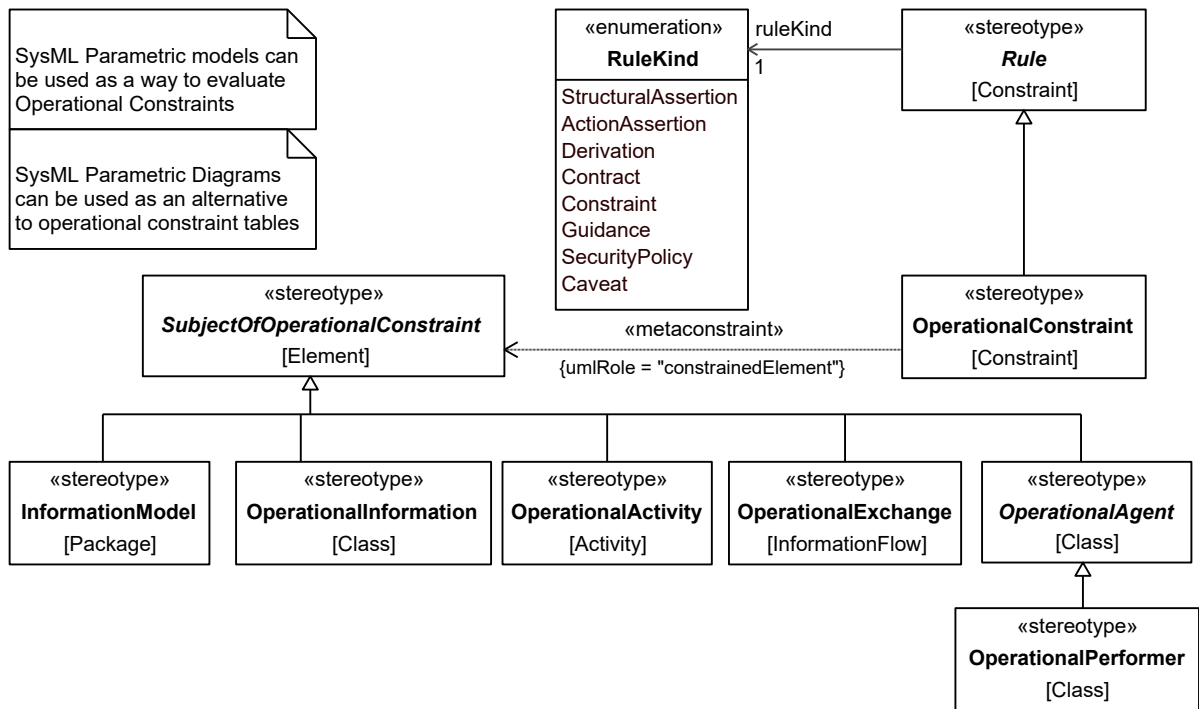 SysML Parametric models can
be used as a way to evaluate
Operational Constraints
SysML Parametric Diagrams
can be used as an alternative
to operational constraint tables
«enumeration»
RuleKind
StructuralAssertion
ActionAssertion
Derivation
Contract
Constraint
Guidance
SecurityPolicy
Caveat
ruleKind
1
«stereotype»
Rule
[Constraint]
«stereotype»
SubjectOfOperationalConstraint
[Element]
«metaconstraint»
{umlRole = "constrainedElement"}
«stereotype»
OperationalConstraint
[Constraint]
«stereotype»
InformationModel
[Package]
«stereotype»
OperationalInformation
[Class]
«stereotype»
OperationalActivity
[Activity]
«stereotype»
OperationalExchange
[InformationFlow]
«stereotype»
OperationalAgent
[Class]
«stereotype»
OperationalPerformer
[Class]